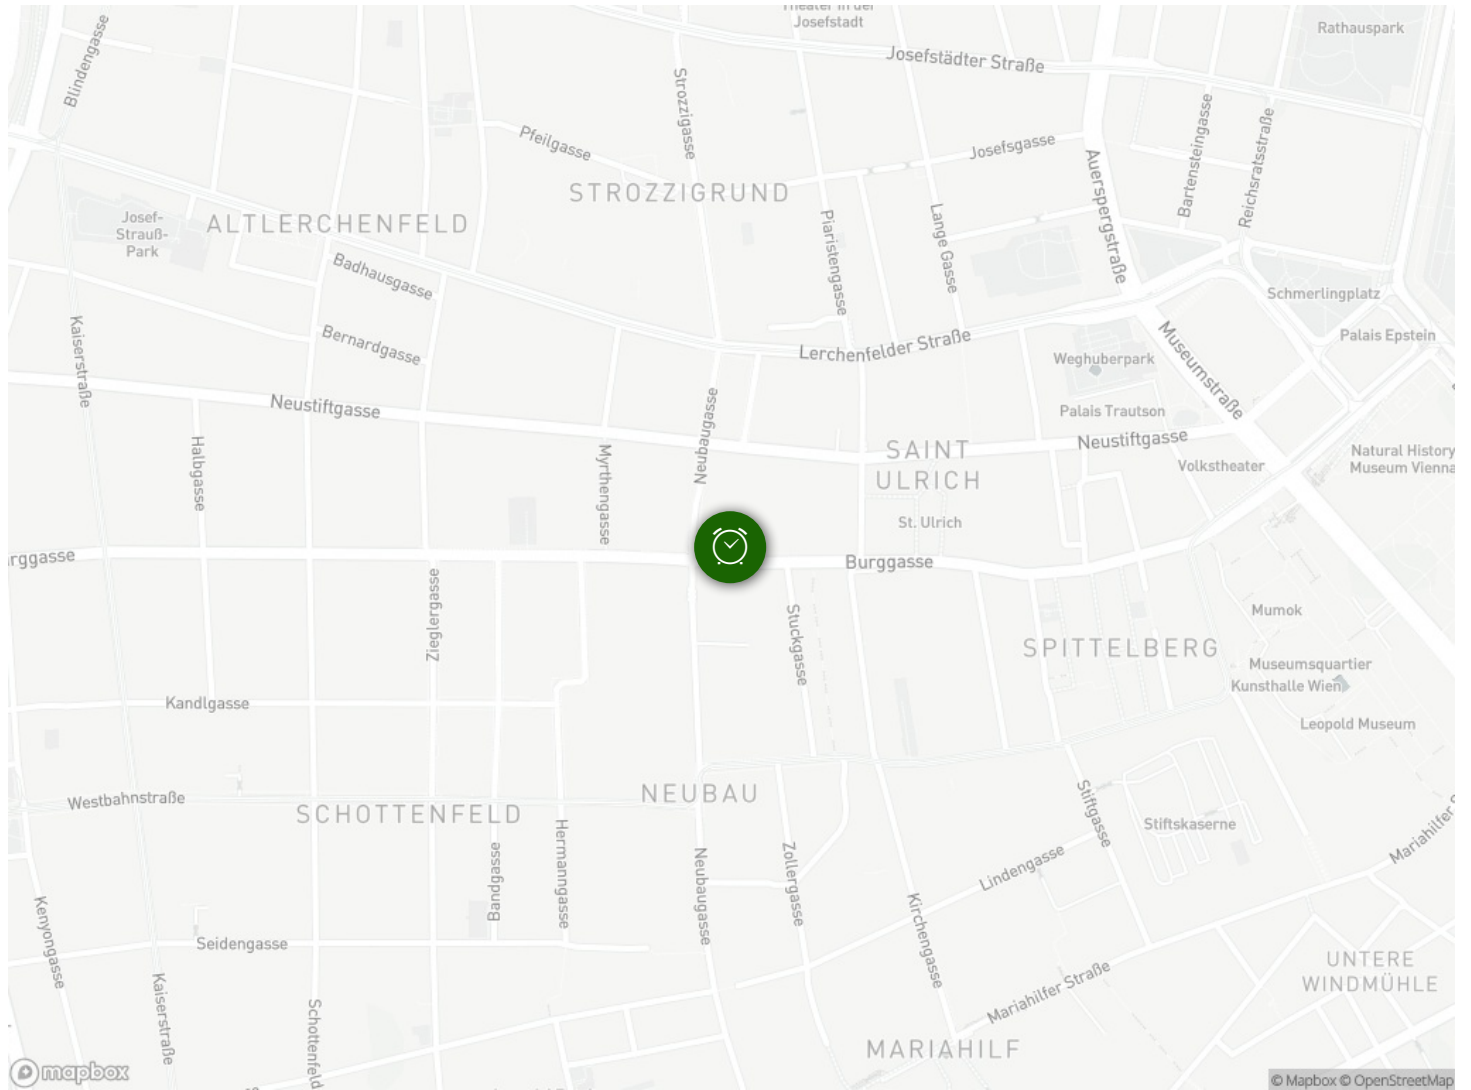 Theater in der
Josefstadt
Rathauspark
Josefstädter Straße
Blindengasse
Strozzigasse
Pfeilgasse
Josefsgasse
Bartensteingasse
Reichsratsstraße
Auerspergstraße
STROZZIGRUND
ALTLERCHENFELD
Josef-
Strauß-
Park
Piaristengasse
Lange Gasse
Badhausgasse
Schmerlingplatz
Bernardgasse
Kaiserstraße
Lerchenfelder Straße
Palais Epstein
Weghuberpark
Museumstraße
Neustiftgasse
Palais Trautson
Neubaugasse
Halbgasse
Myrthengasse
SAINT
ULRICH
Neustiftgasse
Volkstheater
Natural History
Museum Vienna
St. Ulrich
rggasse
Burggasse
Zieglergasse
Stuckgasse
Mumok
SPITTELBERG
Museumsquartier
Kunsthalle Wien
Kandlgasse
Leopold Museum
NEUBAU
Westbahnstraße
SCHOTTENFELD
Stiftgasse
Stiftskaserne
Mariahilfer S
Hermanngasse
Bandgasse
Neubaugasse
Zollergasse
Lindengasse
Kirchengasse
Kenyongasse
Seidengasse
Kaiserstraße
Schottenfeld
Mariahilfer Straße
UNTERE
WINDMÜHLE
MARIAHILF
mapbox
© Mapbox © OpenStreetMap